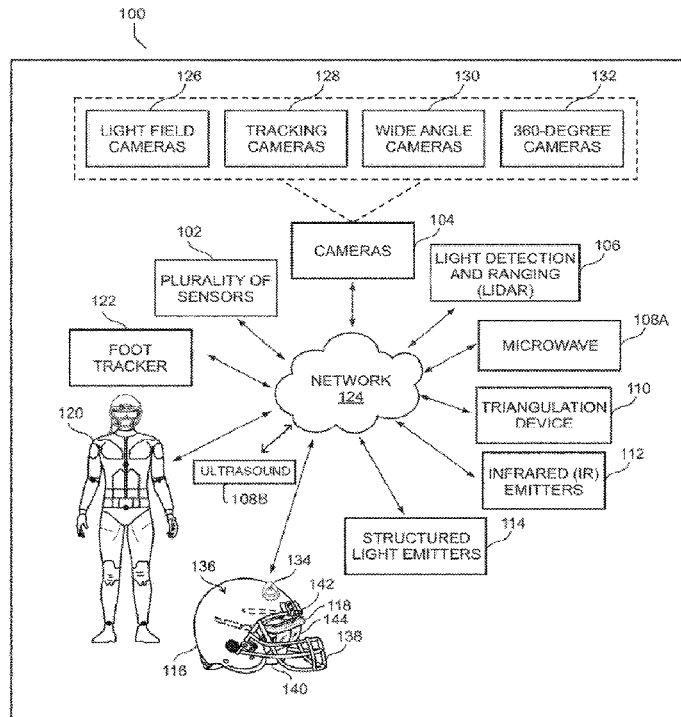 100
126
128
130
132
LIGHT FIELD
CAMERAS
TRACKING
CAMERAS
WIDE ANGLE
CAMERAS
360-DEGREE
CAMERAS
104
CAMERAS
102
PLURALITY OF
SENSORS
106
LIGHT DETECTION
AND RANGING
(LIDAR)
122
FOOT
TRACKER
108A
MICROWAVE
NETWORK
124
110
TRIANGULATION
DEVICE
120
ULTRASOUND
108B
112
INFRARED (IR)
EMITTERS
STRUCTURED
LIGHT EMITTERS
114
134
136
142
118
144
138
116
140